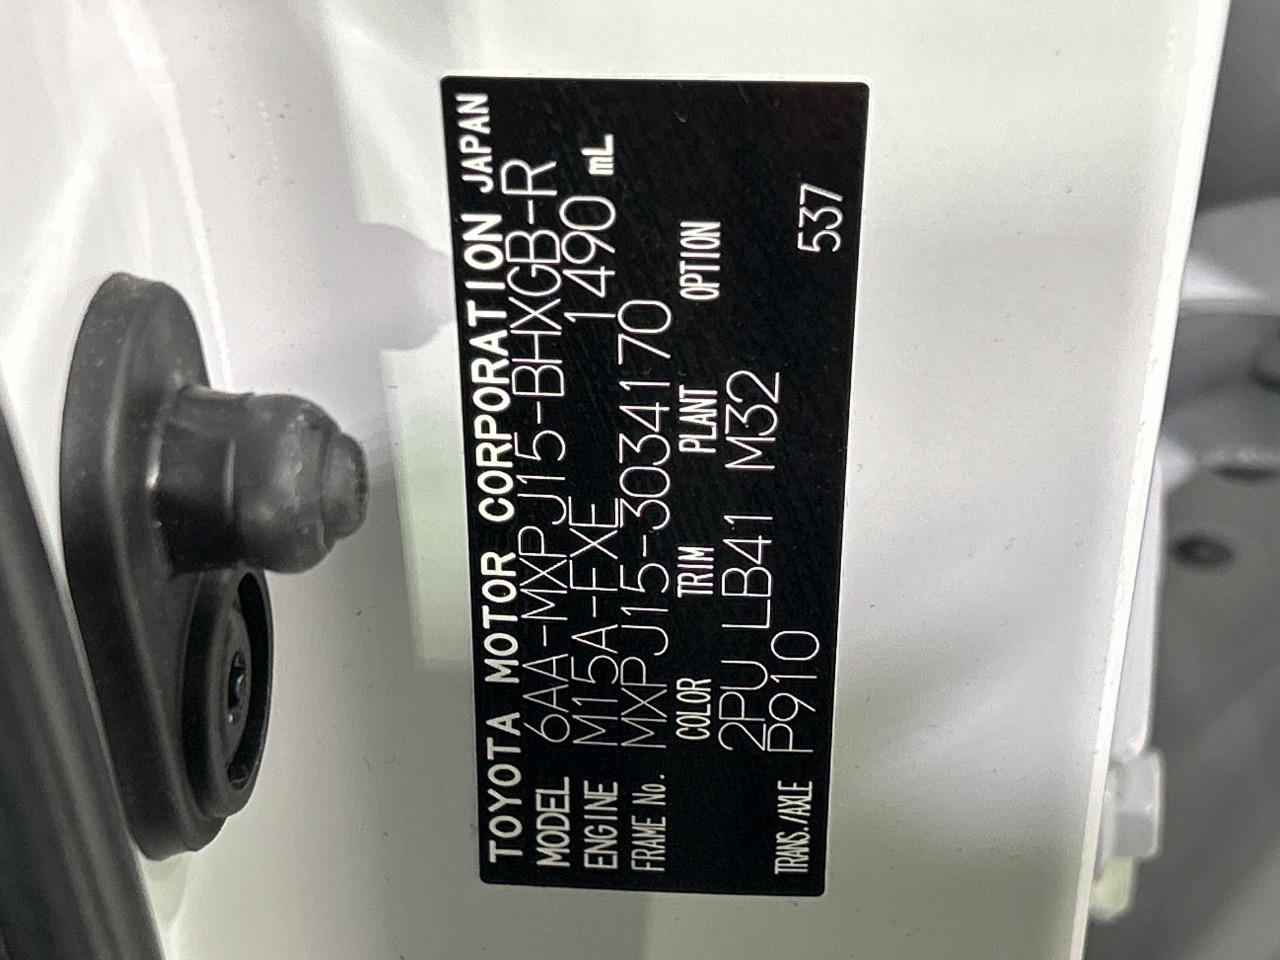 TOYOTA MOTOR CORPORATION JAPAN
MODEL 6AA-MXPJ15-BHXGB-R
ENGINE M15A-FXE 1490 mL
FRAME No. MXPJ15-3034170
COLOR TRIM PLANT OPTION
2PU LB41 M32
TRANS./AXLE P910 537